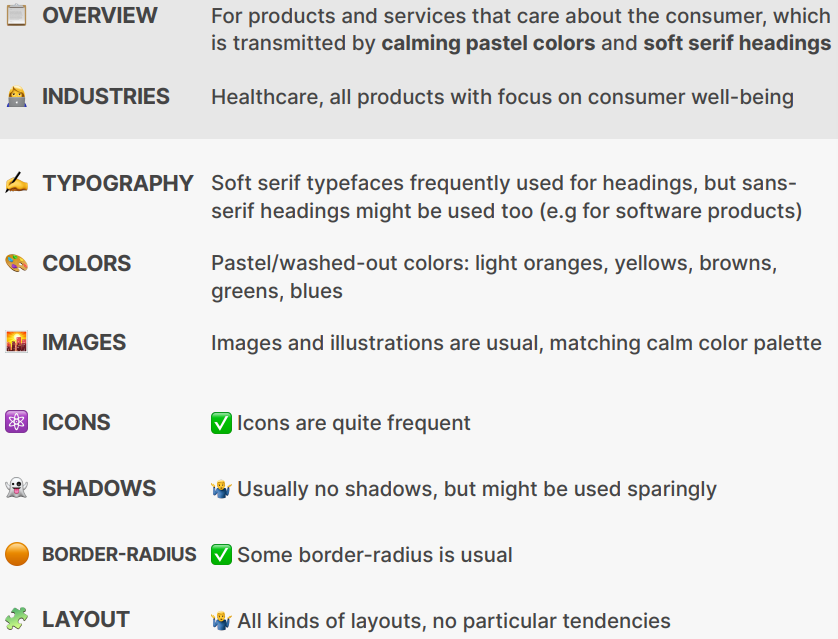 OVERVIEW For products and services that care about the consumer, which
is transmitted by calming pastel colors and soft serif headings
INDUSTRIES Healthcare, all products with focus on consumer well-being
TYPOGRAPHY Soft serif typefaces frequently used for headings, but sans-
serif headings might be used too (e.g for software products)
COLORS Pastel/washed-out colors: light oranges, yellows, browns,
greens, blues
IMAGES Images and illustrations are usual, matching calm color palette
ICONS ✅ Icons are quite frequent
SHADOWS 🤷‍♂️ Usually no shadows, but might be used sparingly
BORDER-RADIUS ✅ Some border-radius is usual
LAYOUT 🤷‍♂️ All kinds of layouts, no particular tendencies